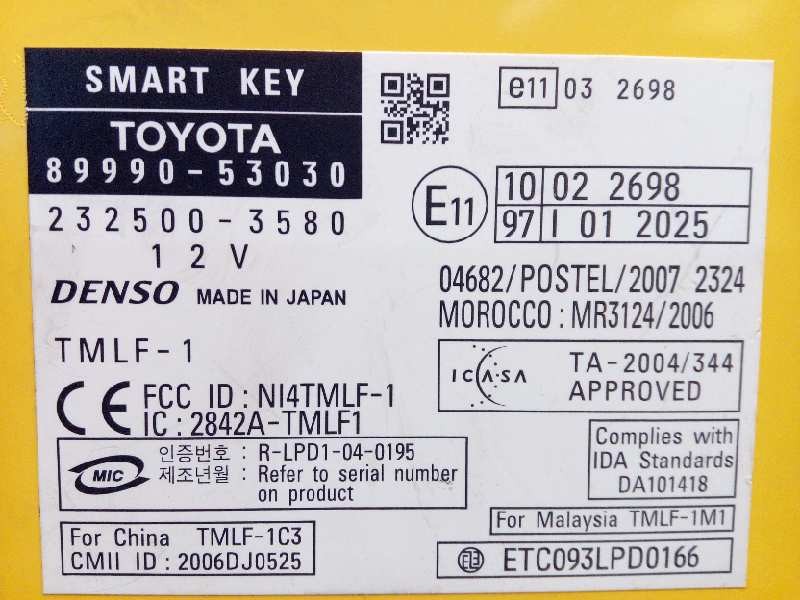 SMART KEY
TOYOTA
89990-53030
232500-3580
12V
DENSO MADE IN JAPAN
TMLF-1
CE FCC ID : NI4TMLF-1
IC : 2842A-TMLF1
MIC 인증번호 : R-LPD1-04-0195
제조년월 : Refer to serial number
on product
For China TMLF-1C3
CMII ID : 2006DJ0525
e11 03 2698
E11 10 02 2698
97 I 01 2025
04682/POSTEL/2007 2324
MOROCCO : MR3124/2006
ICASA TA-2004/344
APPROVED
Complies with
IDA Standards
DA101418
For Malaysia TMLF-1M1
ETC093LPD0166